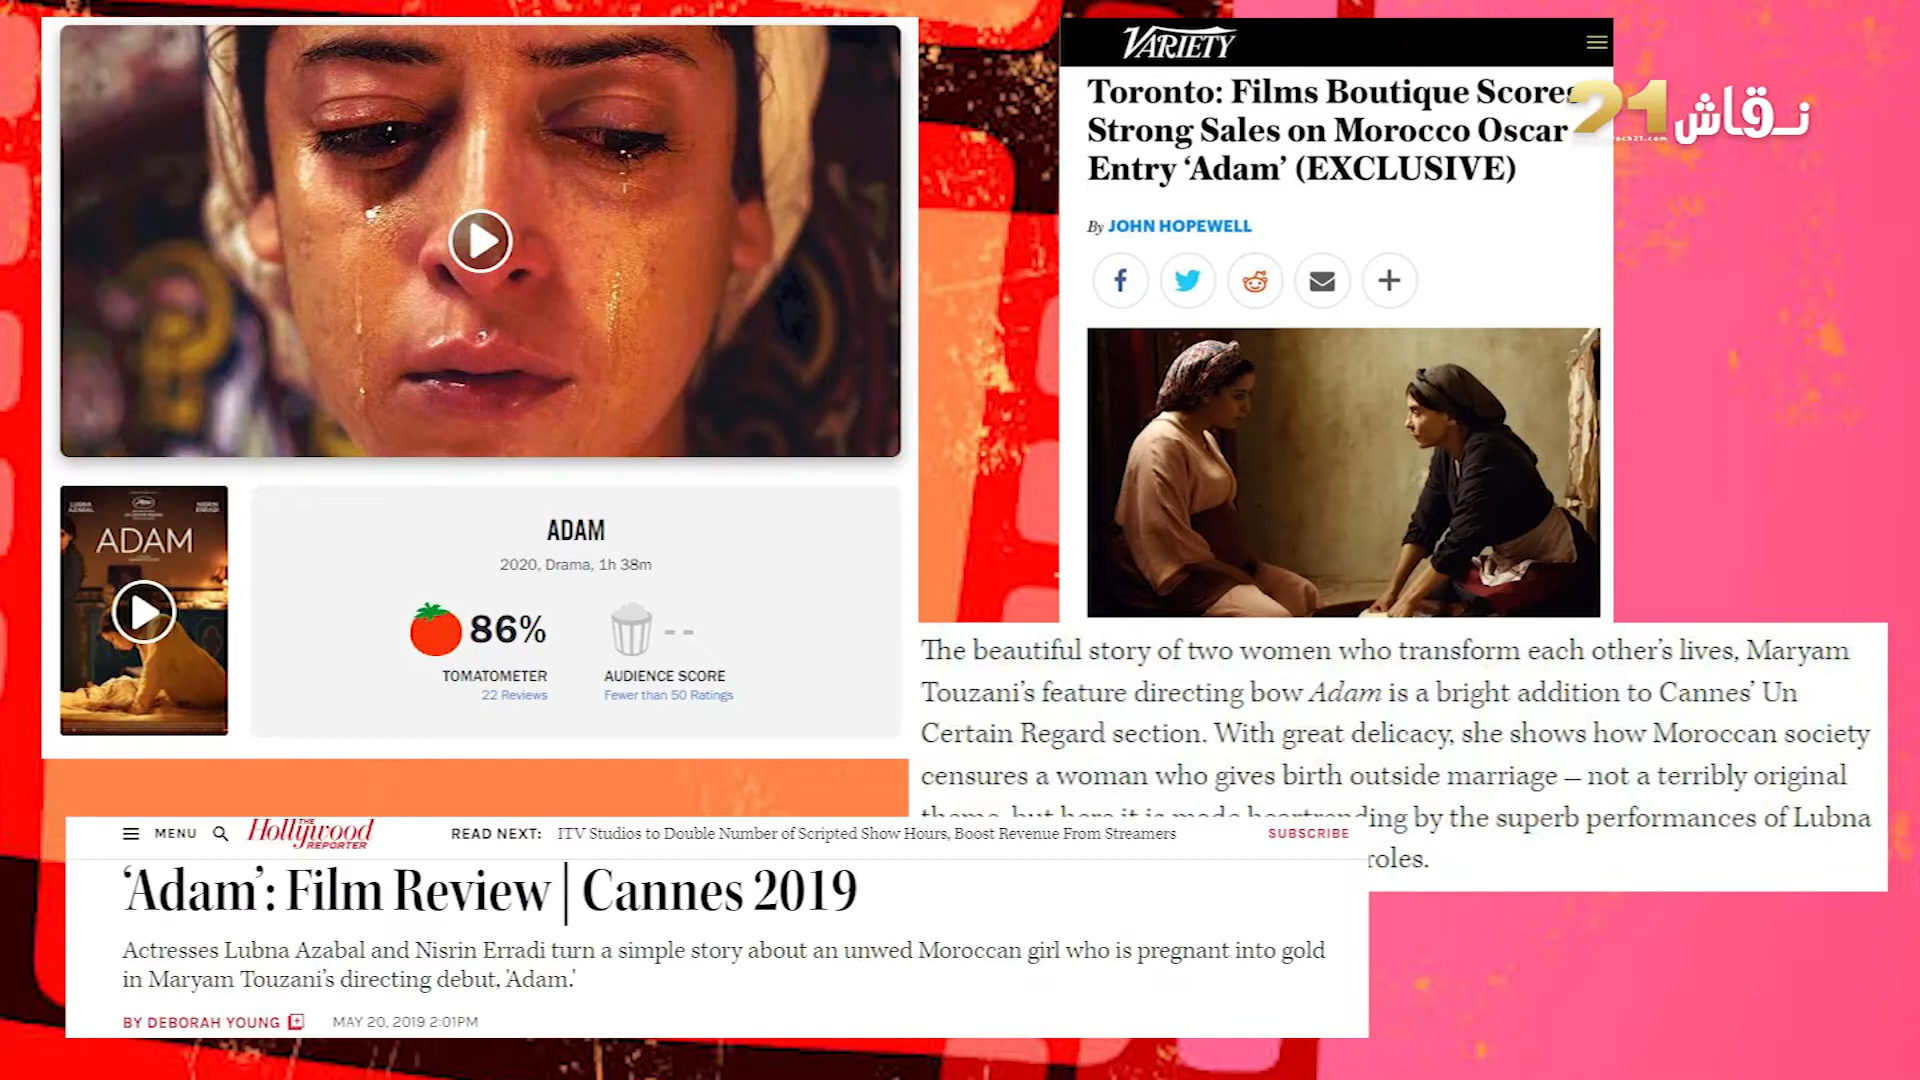 VARIETY
Toronto: Films Boutique Scores
Strong Sales on Morocco Oscar
Entry ‘Adam’ (EXCLUSIVE)
By JOHN HOPEWELL
21 نقاش
ADAM
ADAM
2020, Drama, 1h 38m
86%
--
TOMATOMETER
AUDIENCE SCORE
22 Reviews
Fewer than 50 Ratings
The beautiful story of two women who transform each other’s lives, Maryam
Touzani’s feature directing bow Adam is a bright addition to Cannes’ Un
Certain Regard section. With great delicacy, she shows how Moroccan society
censures a woman who gives birth outside marriage – not a terribly original
theme, but here it is made heartrending by the superb performances of Lubna
roles.
MENU
The Hollywood REPORTER
READ NEXT: ITV Studios to Double Number of Scripted Show Hours, Boost Revenue From Streamers
SUBSCRIBE
‘Adam’: Film Review | Cannes 2019
Actresses Lubna Azabal and Nisrin Erradi turn a simple story about an unwed Moroccan girl who is pregnant into gold
in Maryam Touzani’s directing debut, 'Adam.'
BY DEBORAH YOUNG
MAY 20, 2019 2:01PM